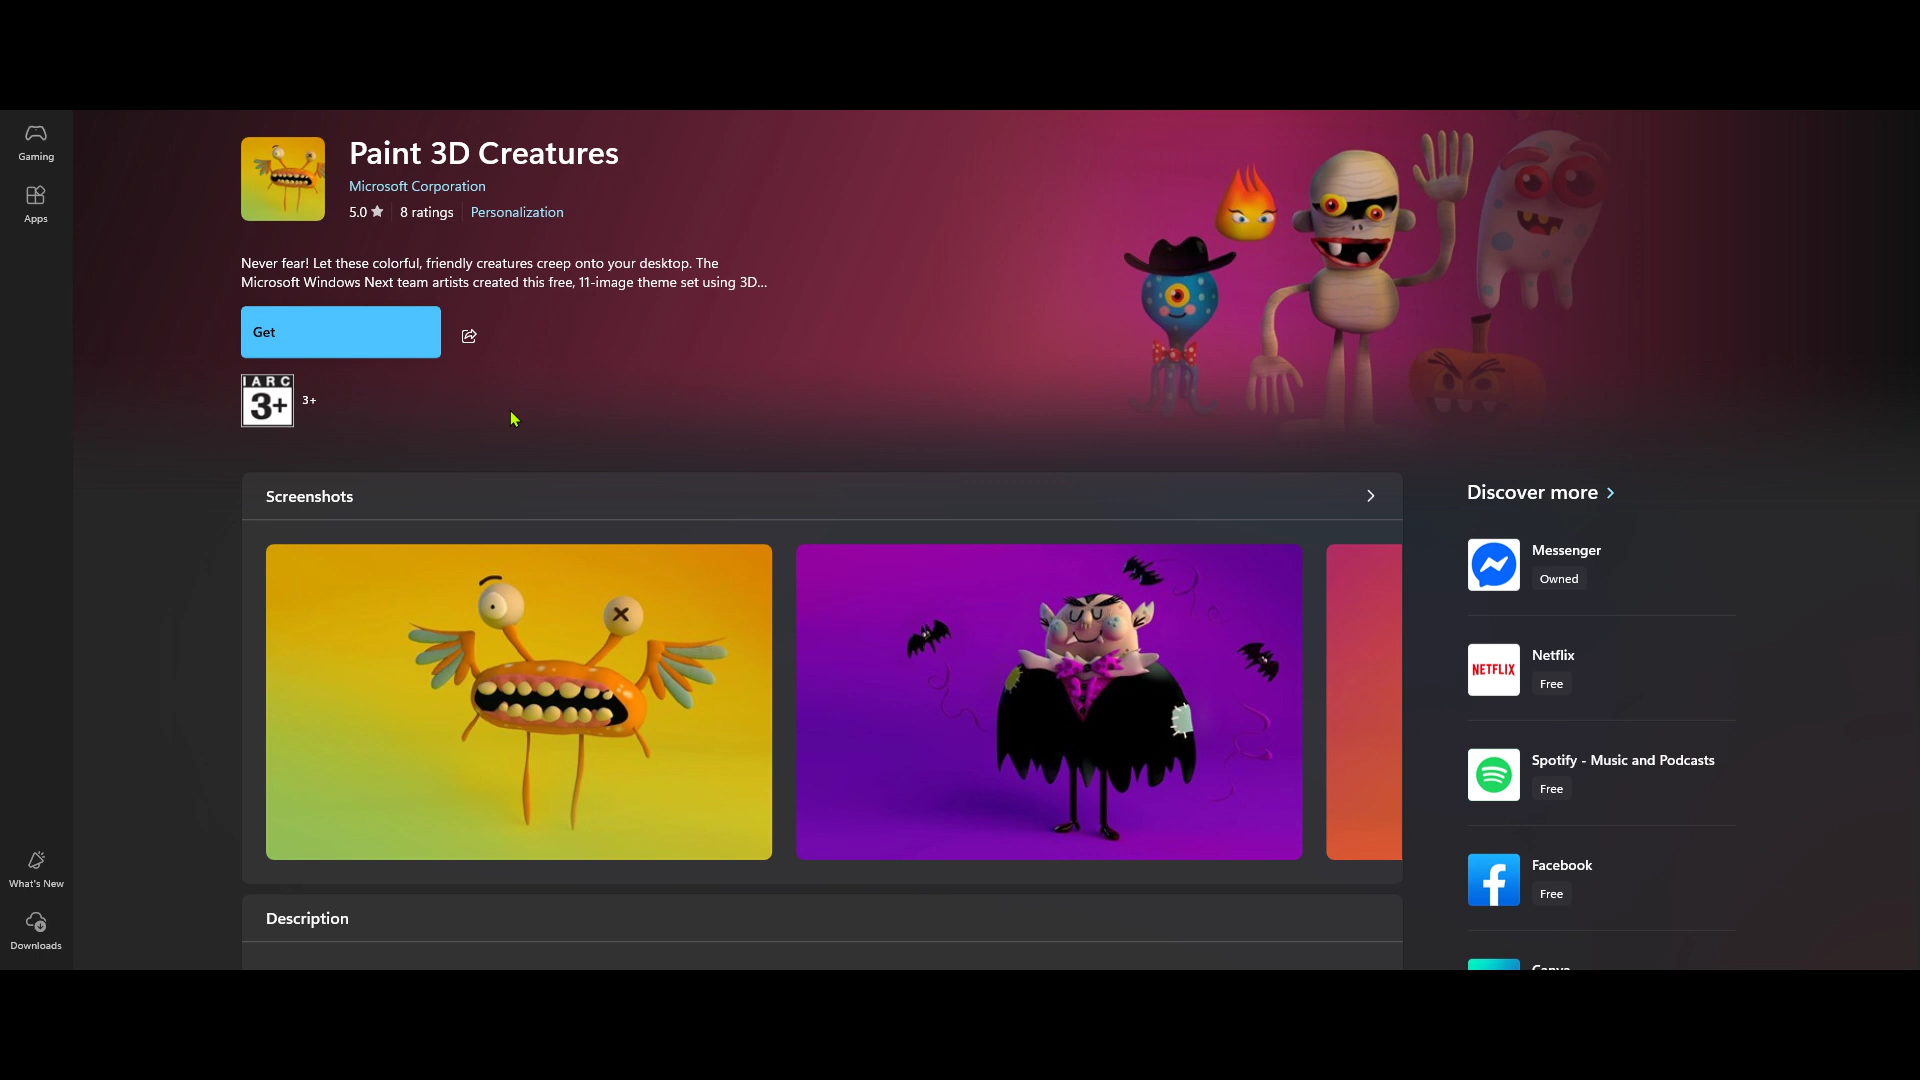 Gaming
Apps
What's New
Downloads
Paint 3D Creatures
Microsoft Corporation
5.0 ★ 8 ratings Personalization
Never fear! Let these colorful, friendly creatures creep onto your desktop. The
Microsoft Windows Next team artists created this free, 11-image theme set using 3D...
Get
IARC
3+
3+
Screenshots
Description
Discover more
Messenger
Owned
NETFLIX
Netflix
Free
Spotify - Music and Podcasts
Free
Facebook
Free